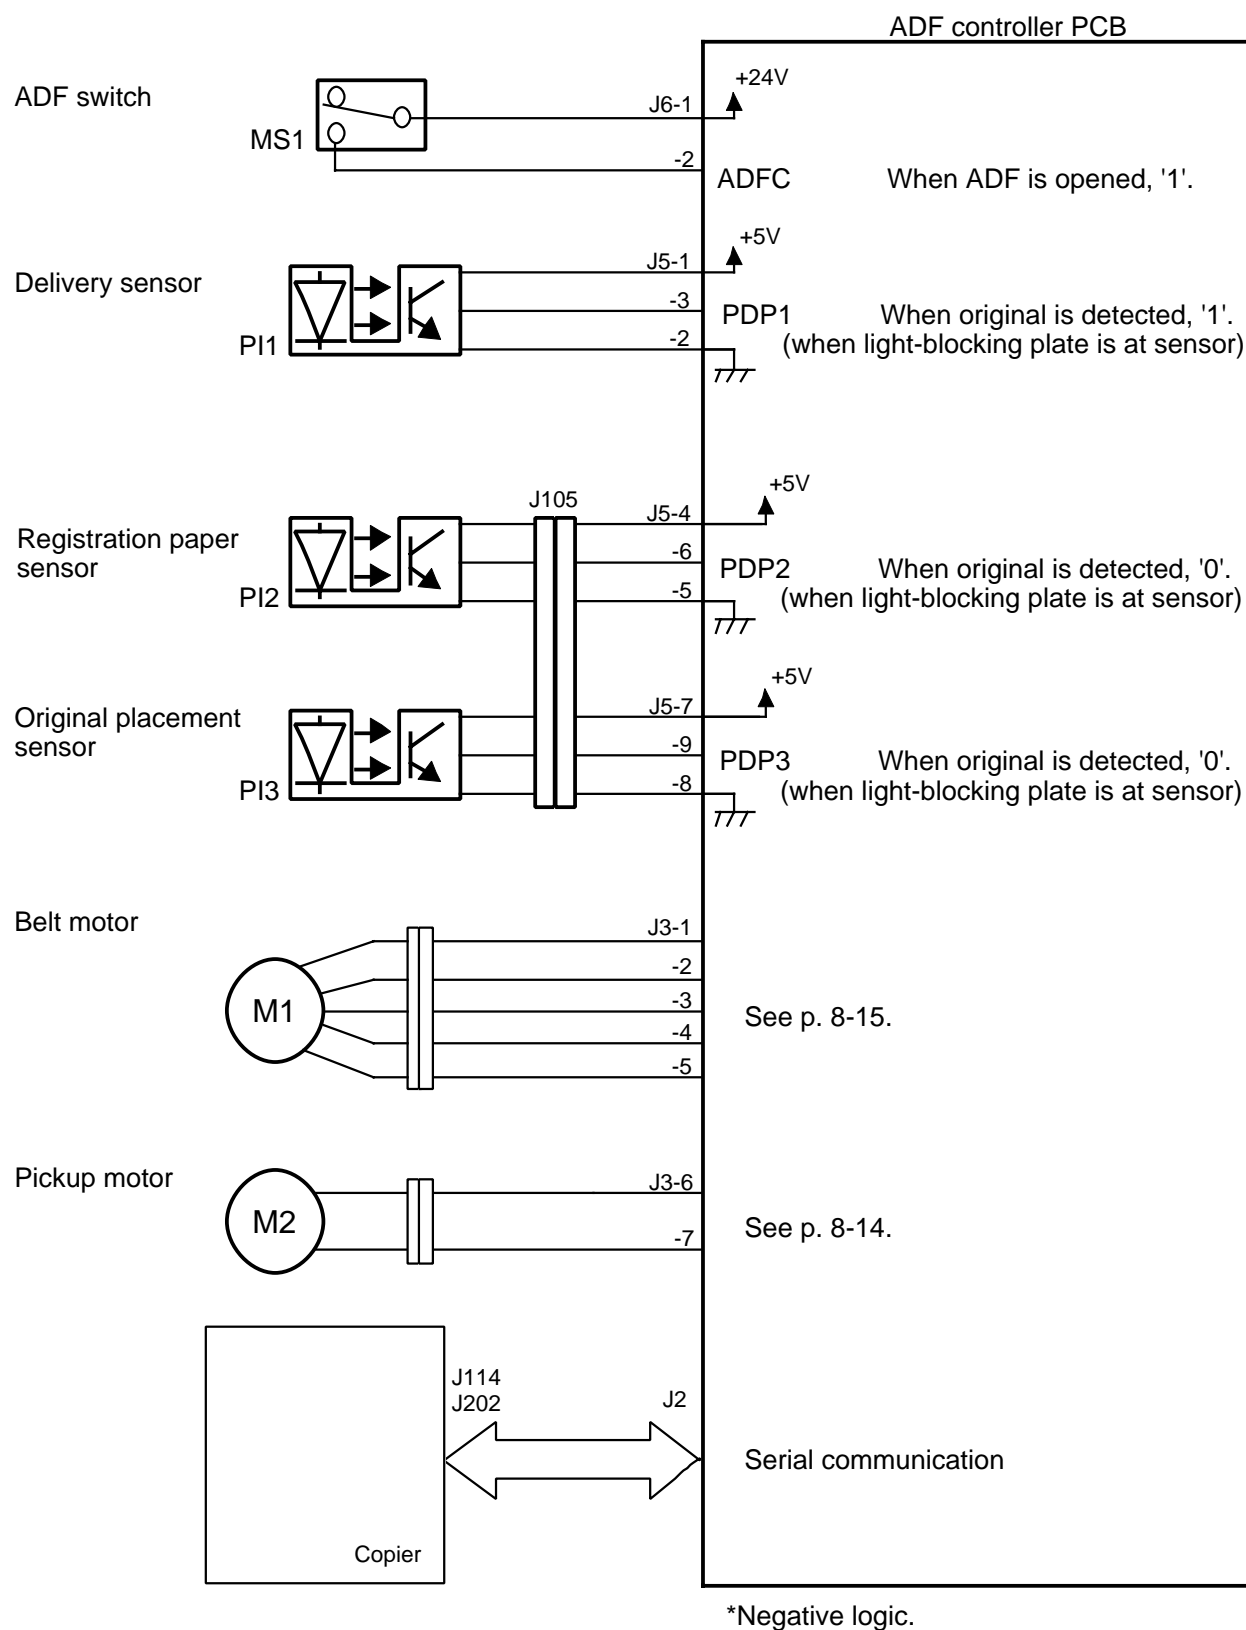 ADF controller PCB
+24V
ADF switch
J6-1
MS1
-2
ADFC When ADF is opened, '1'.
+5V
J5-1
Delivery sensor
-3
PDP1 When original is detected, '1'.
PI1
-2
(when light-blocking plate is at sensor)
+5V
J105
J5-4
Registration paper
sensor
-6
PDP2 When original is detected, '0'.
PI2
-5
(when light-blocking plate is at sensor)
+5V
J5-7
Original placement
sensor
-9
PDP3 When original is detected, '0'.
PI3
-8
(when light-blocking plate is at sensor)
Belt motor
J3-1
-2
M1
-3
See p. 8-15.
-4
-5
Pickup motor
J3-6
M2
See p. 8-14.
-7
J114
J202
J2
Serial communication
Copier
*Negative logic.